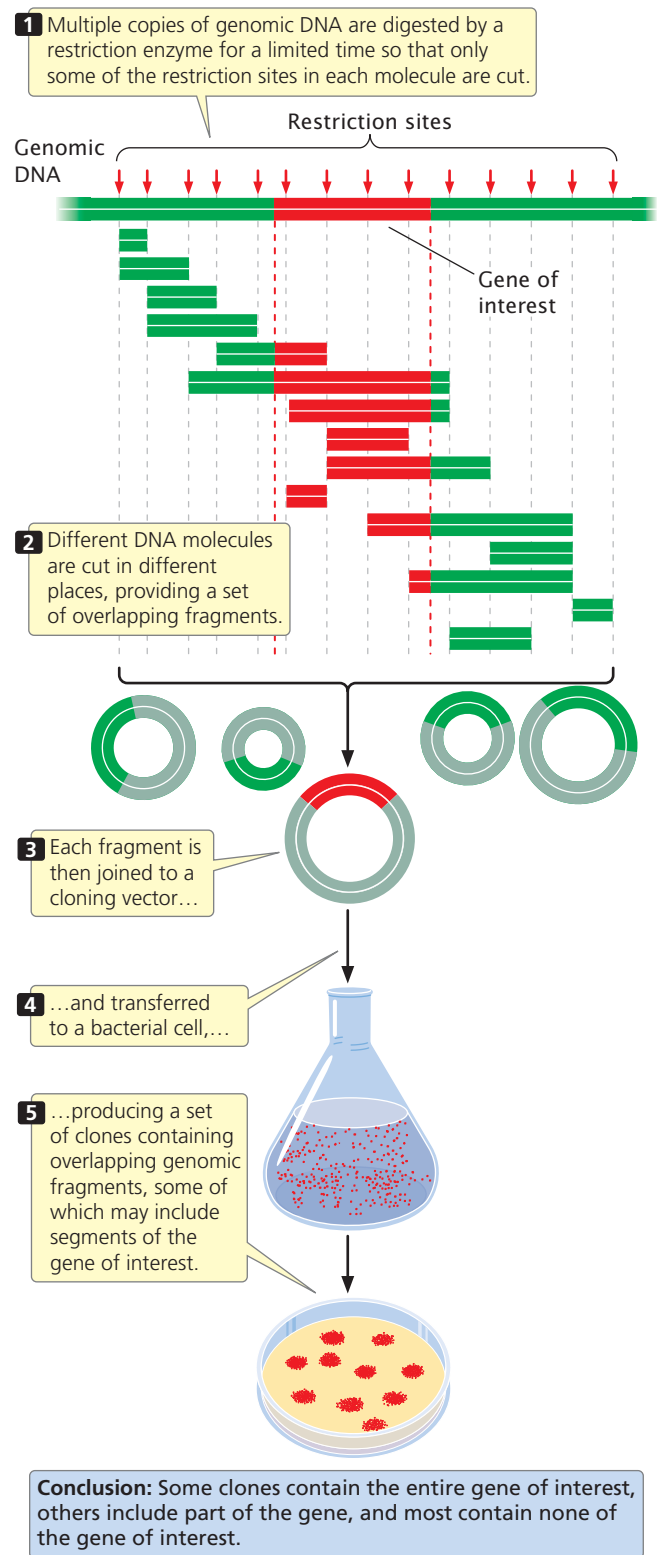 1 Multiple copies of genomic DNA are digested by a
restriction enzyme for a limited time so that only
some of the restriction sites in each molecule are cut.
Restriction sites
Genomic
DNA
Gene of
interest
2 Different DNA molecules
are cut in different
places, providing a set
of overlapping fragments.
3 Each fragment is
then joined to a
cloning vector…
4 …and transferred
to a bacterial cell,…
5 …producing a set
of clones containing
overlapping genomic
fragments, some of
which may include
segments of the
gene of interest.
Conclusion: Some clones contain the entire gene of interest,
others include part of the gene, and most contain none of
the gene of interest.